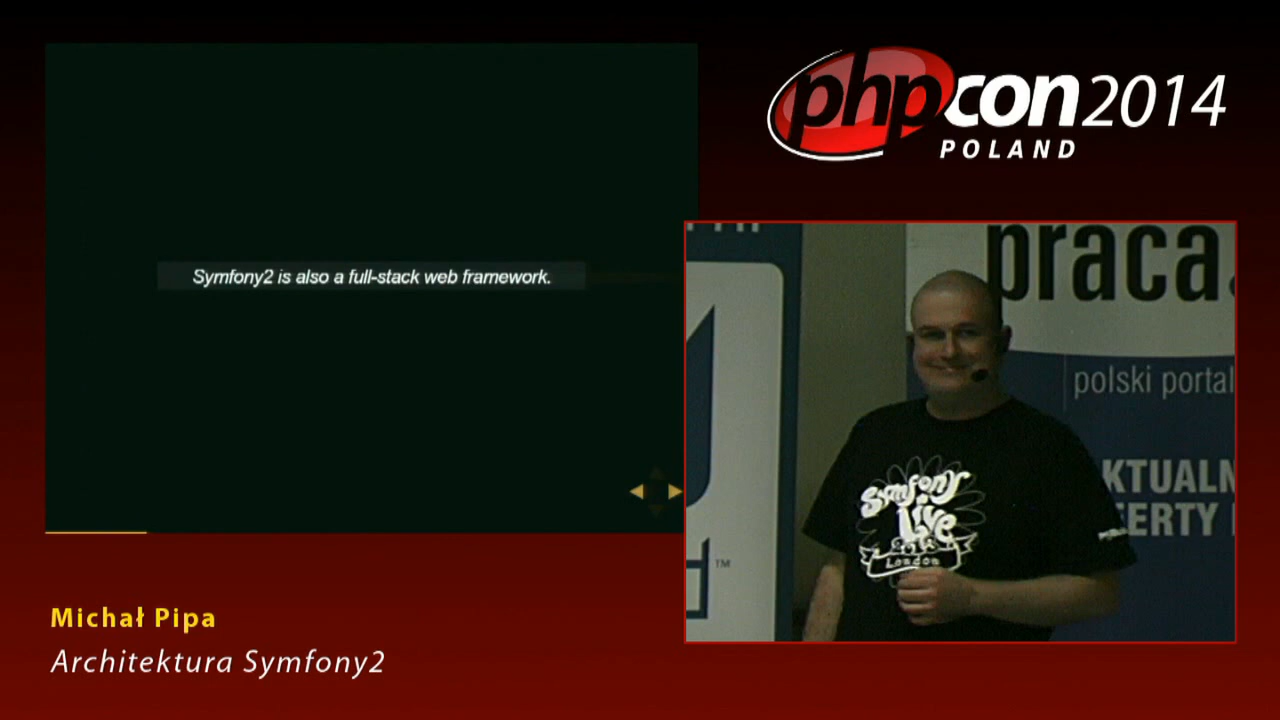 Symfony2 is also a full-stack web framework.
phpcon2014
POLAND
praca.
polski portal
KTUALN
ERTY
Symfony
Live
London
TM
Michał Pipa
Architektura Symfony2